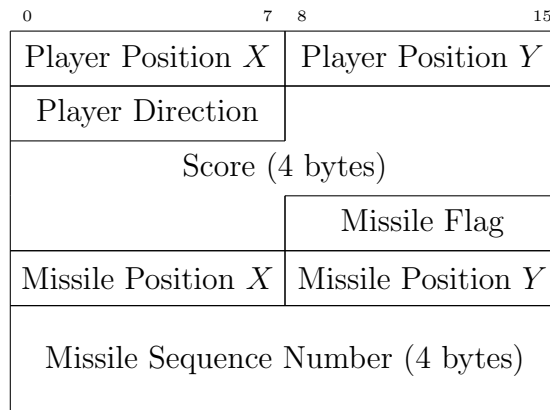 0 7 8 15
Player Position X Player Position Y
Player Direction
Score (4 bytes)
Missile Flag
Missile Position X Missile Position Y
Missile Sequence Number (4 bytes)